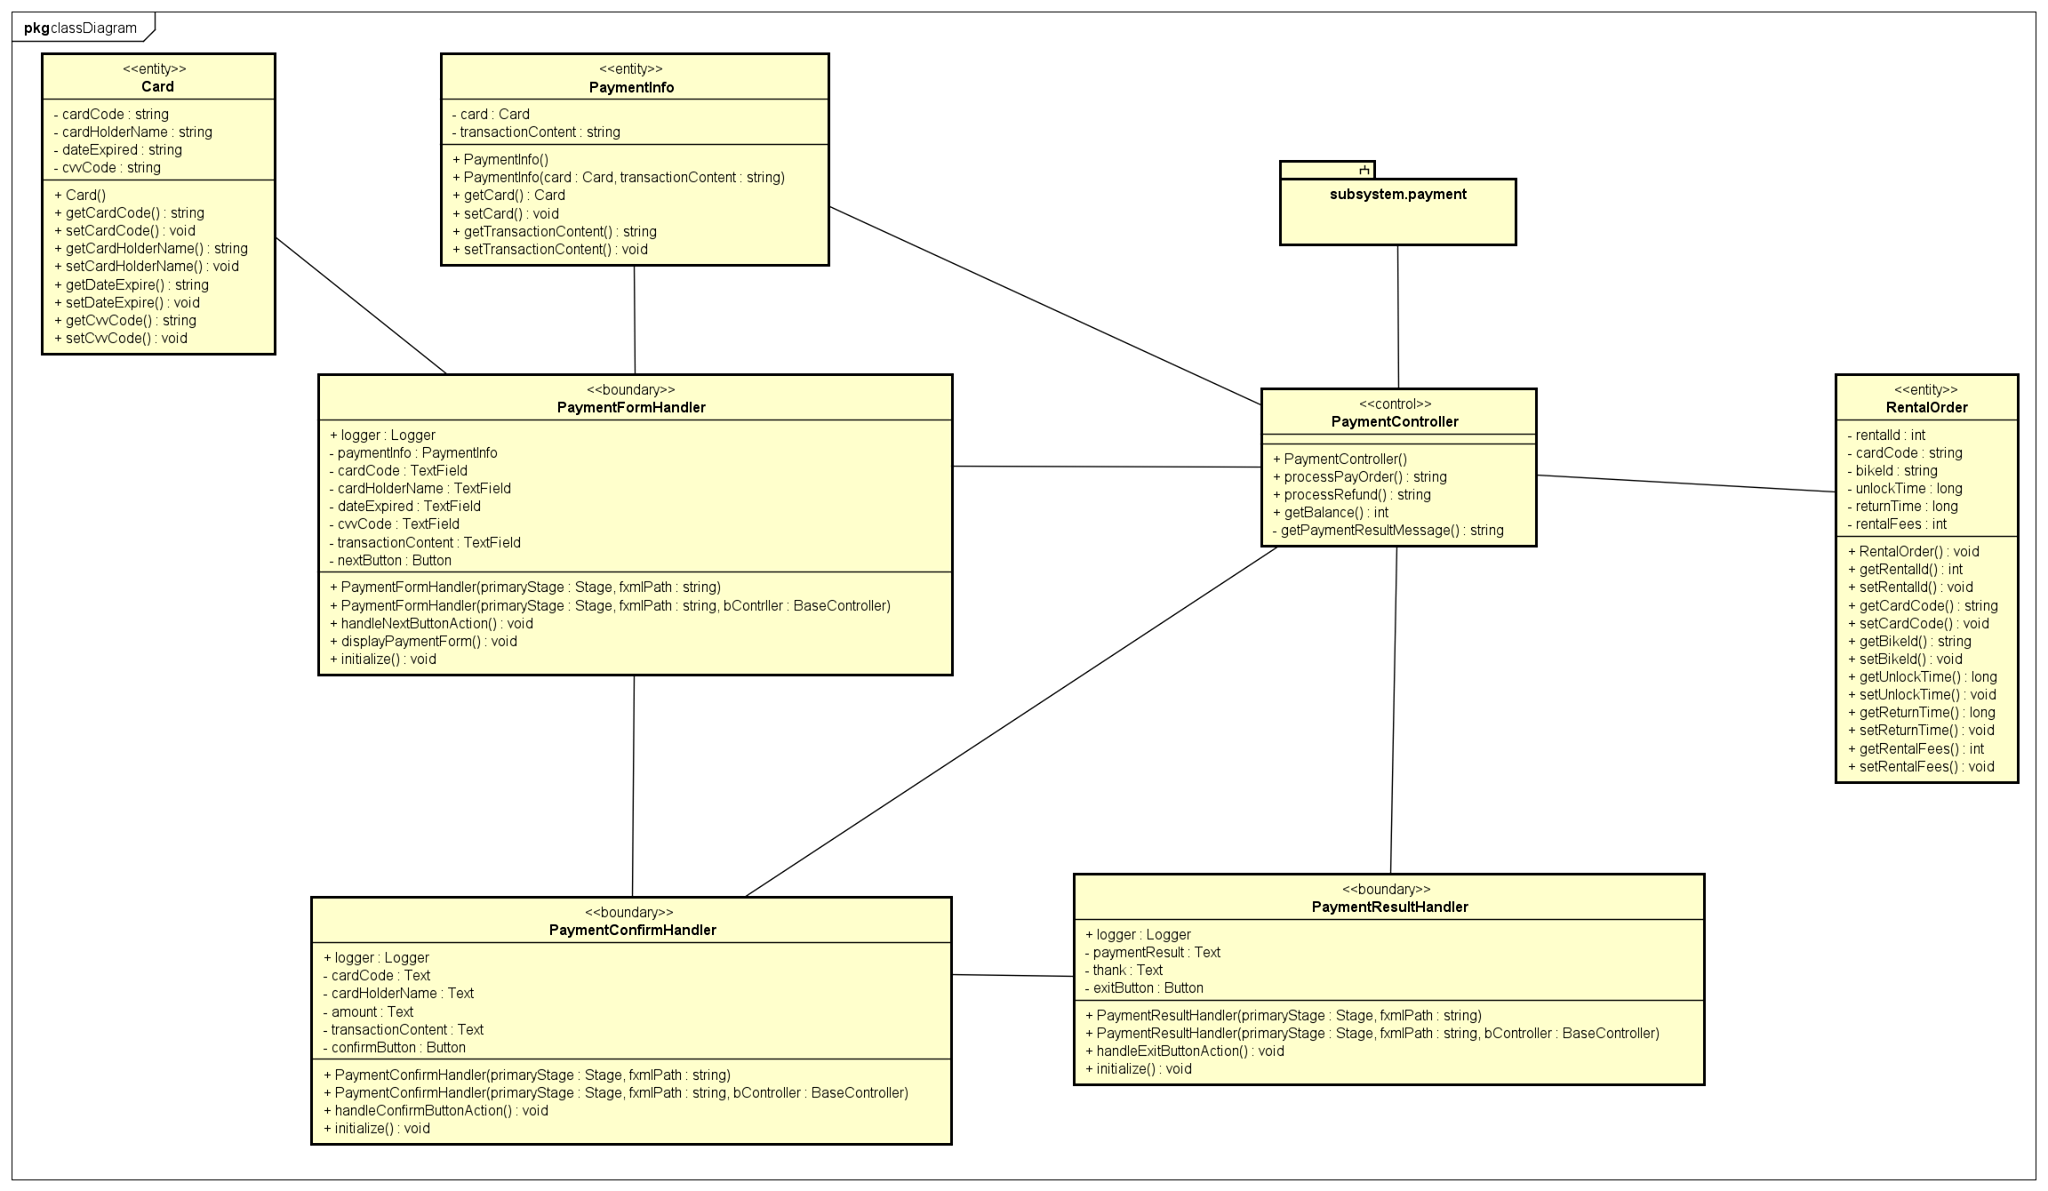 pkgclassDiagram
<<entity>>
Card
- cardCode : string
- cardHolderName : string
- dateExpired : string
- cvvCode : string
+ Card()
+ getCardCode() : string
+ setCardCode() : void
+ getCardHolderName() : string
+ setCardHolderName() : void
+ getDateExpire() : string
+ setDateExpire() : void
+ getCvvCode() : string
+ setCvvCode() : void
<<entity>>
PaymentInfo
- card : Card
- transactionContent : string
+ PaymentInfo()
+ PaymentInfo(card : Card, transactionContent : string)
+ getCard() : Card
+ setCard() : void
+ getTransactionContent() : string
+ setTransactionContent() : void
subsystem.payment
<<boundary>>
PaymentFormHandler
+ logger : Logger
- paymentInfo : PaymentInfo
- cardCode : TextField
- cardHolderName : TextField
- dateExpired : TextField
- cvvCode : TextField
- transactionContent : TextField
- nextButton : Button
+ PaymentFormHandler(primaryStage : Stage, fxmlPath : string)
+ PaymentFormHandler(primaryStage : Stage, fxmlPath : string, bContrller : BaseController)
+ handleNextButtonAction() : void
+ displayPaymentForm() : void
+ initialize() : void
<<control>>
PaymentController
+ PaymentController()
+ processPayOrder() : string
+ processRefund() : string
+ getBalance() : int
- getPaymentResultMessage() : string
<<entity>>
RentalOrder
- rentalId : int
- cardCode : string
- bikeId : string
- unlockTime : long
- returnTime : long
- rentalFees : int
+ RentalOrder() : void
+ getRentalId() : int
+ setRentalId() : void
+ getCardCode() : string
+ setCardCode() : void
+ getBikeId() : string
+ setBikeId() : void
+ getUnlockTime() : long
+ setUnlockTime() : void
+ getReturnTime() : long
+ setReturnTime() : void
+ getRentalFees() : int
+ setRentalFees() : void
<<boundary>>
PaymentConfirmHandler
+ logger : Logger
- cardCode : Text
- cardHolderName : Text
- amount : Text
- transactionContent : Text
- confirmButton : Button
+ PaymentConfirmHandler(primaryStage : Stage, fxmlPath : string)
+ PaymentConfirmHandler(primaryStage : Stage, fxmlPath : string, bController : BaseController)
+ handleConfirmButtonAction() : void
+ initialize() : void
<<boundary>>
PaymentResultHandler
+ logger : Logger
- paymentResult : Text
- thank : Text
- exitButton : Button
+ PaymentResultHandler(primaryStage : Stage, fxmlPath : string)
+ PaymentResultHandler(primaryStage : Stage, fxmlPath : string, bController : BaseController)
+ handleExitButtonAction() : void
+ initialize() : void